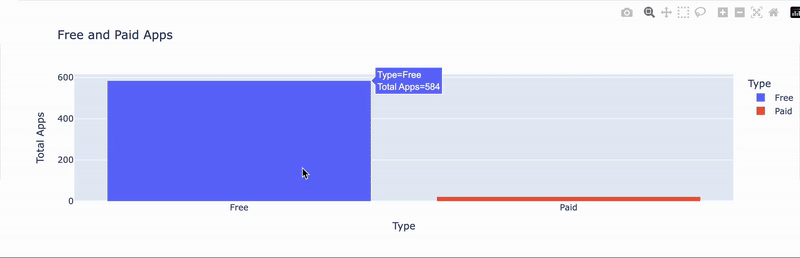 Free and Paid Apps
Type=Free
Total Apps=584
Type
Free
Paid
Total Apps
600
400
200
0
Free
Paid
Type